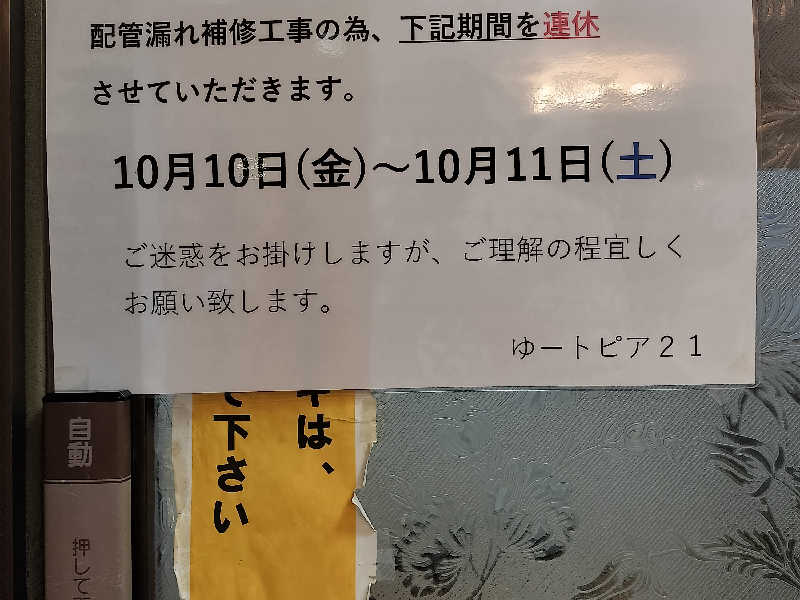 配管漏れ補修工事の為、下記期間を連休
させていただきます。
10月10日(金)～10月11日(土)
ご迷惑をお掛けしますが、ご理解の程宜しく
お願い致します。
ゆートピア２１
は、
下さい
自動
押して